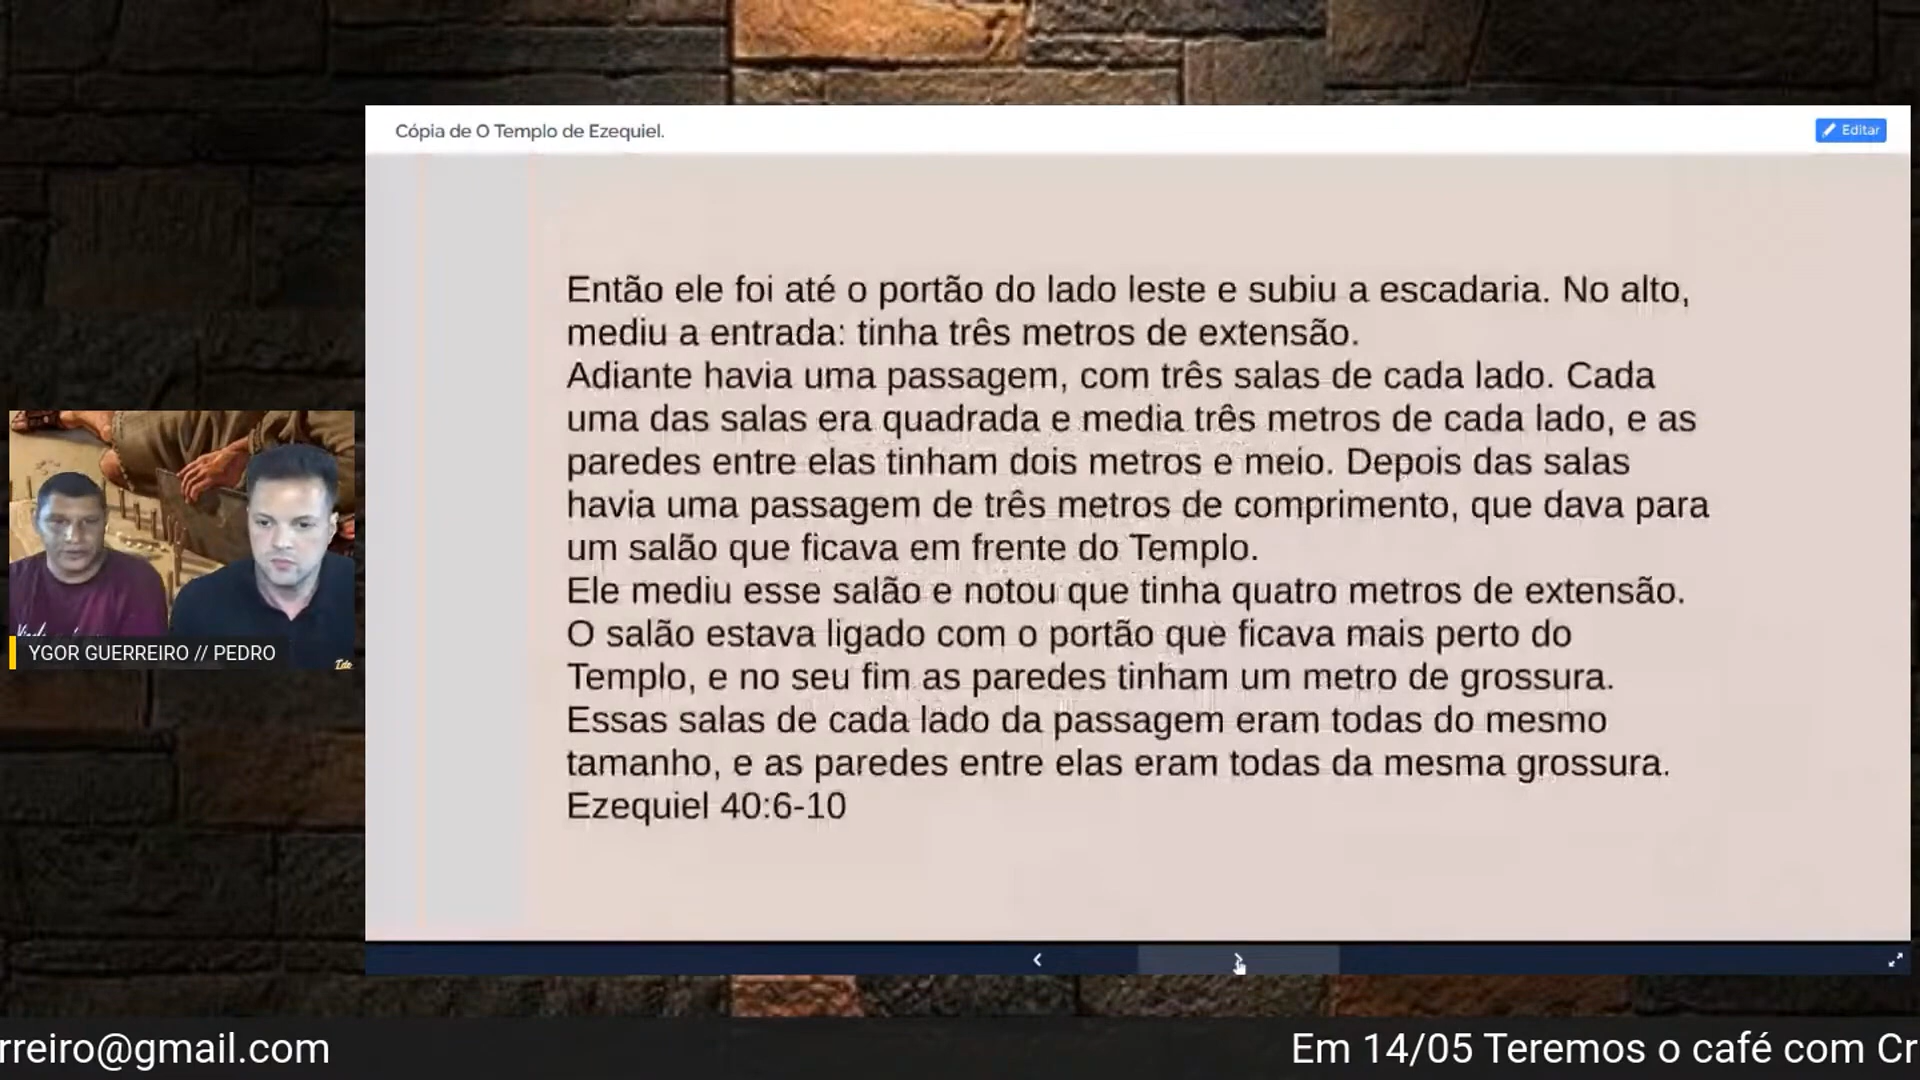 Cópia de O Templo de Ezequiel.
Editar
Então ele foi até o portão do lado leste e subiu a escadaria. No alto,
mediu a entrada: tinha três metros de extensão.
Adiante havia uma passagem, com três salas de cada lado. Cada
uma das salas era quadrada e media três metros de cada lado, e as
paredes entre elas tinham dois metros e meio. Depois das salas
havia uma passagem de três metros de comprimento, que dava para
um salão que ficava em frente do Templo.
Ele mediu esse salão e notou que tinha quatro metros de extensão.
O salão estava ligado com o portão que ficava mais perto do
Templo, e no seu fim as paredes tinham um metro de grossura.
Essas salas de cada lado da passagem eram todas do mesmo
tamanho, e as paredes entre elas eram todas da mesma grossura.
Ezequiel 40:6-10
YGOR GUERREIRO // PEDRO
rreiro@gmail.com
Em 14/05 Teremos o café com Cr